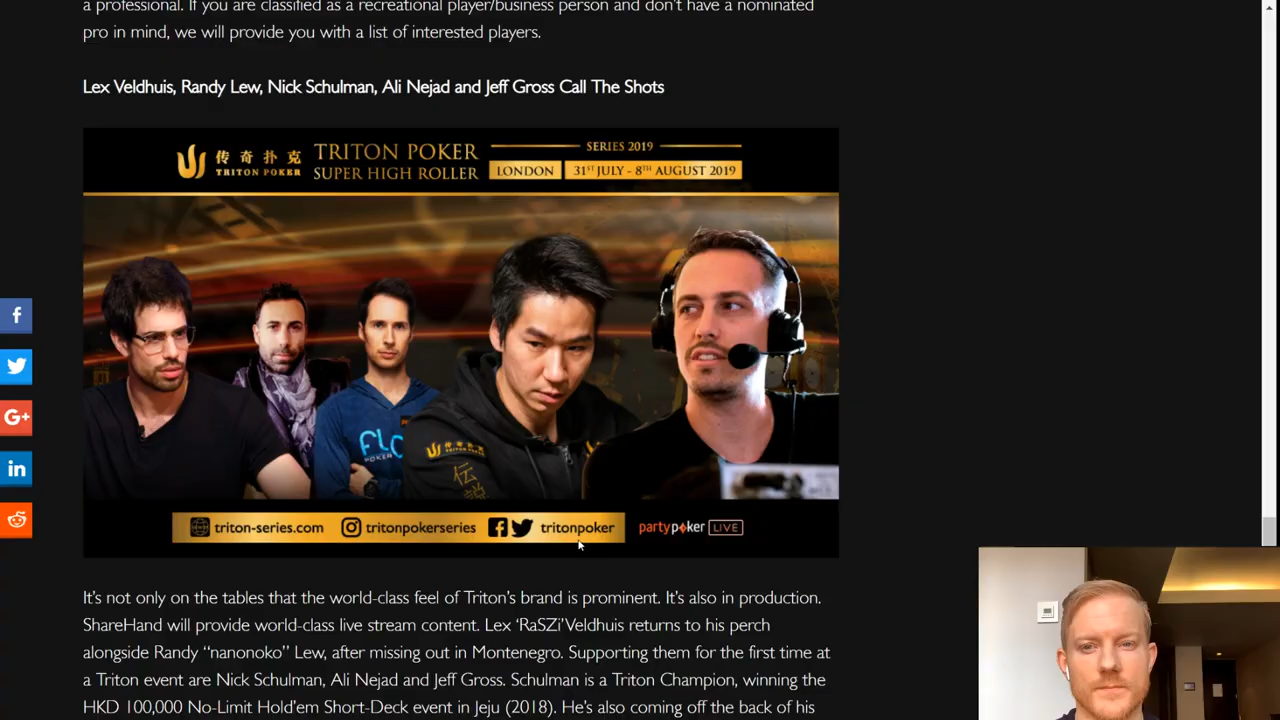 a professional. If you are classified as a recreational player/business person and don't have a nominated
pro in mind, we will provide you with a list of interested players.
Lex Veldhuis, Randy Lew, Nick Schulman, Ali Nejad and Jeff Gross Call The Shots
传奇扑克
TRITON POKER
TRITON POKER
SUPER HIGH ROLLER
SERIES 2019
LONDON
31ST JULY - 8TH AUGUST 2019
FLO
传奇扑克
TRITON POKER
伝
triton-series.com
tritonpokerseries
tritonpoker
partypoker LIVE
It's not only on the tables that the world-class feel of Triton's brand is prominent. It's also in production.
ShareHand will provide world-class live stream content. Lex 'RaSZi'Veldhuis returns to his perch
alongside Randy “nanonoko” Lew, after missing out in Montenegro. Supporting them for the first time at
a Triton event are Nick Schulman, Ali Nejad and Jeff Gross. Schulman is a Triton Champion, winning the
HKD 100,000 No-Limit Hold'em Short-Deck event in Jeju (2018). He's also coming off the back of his